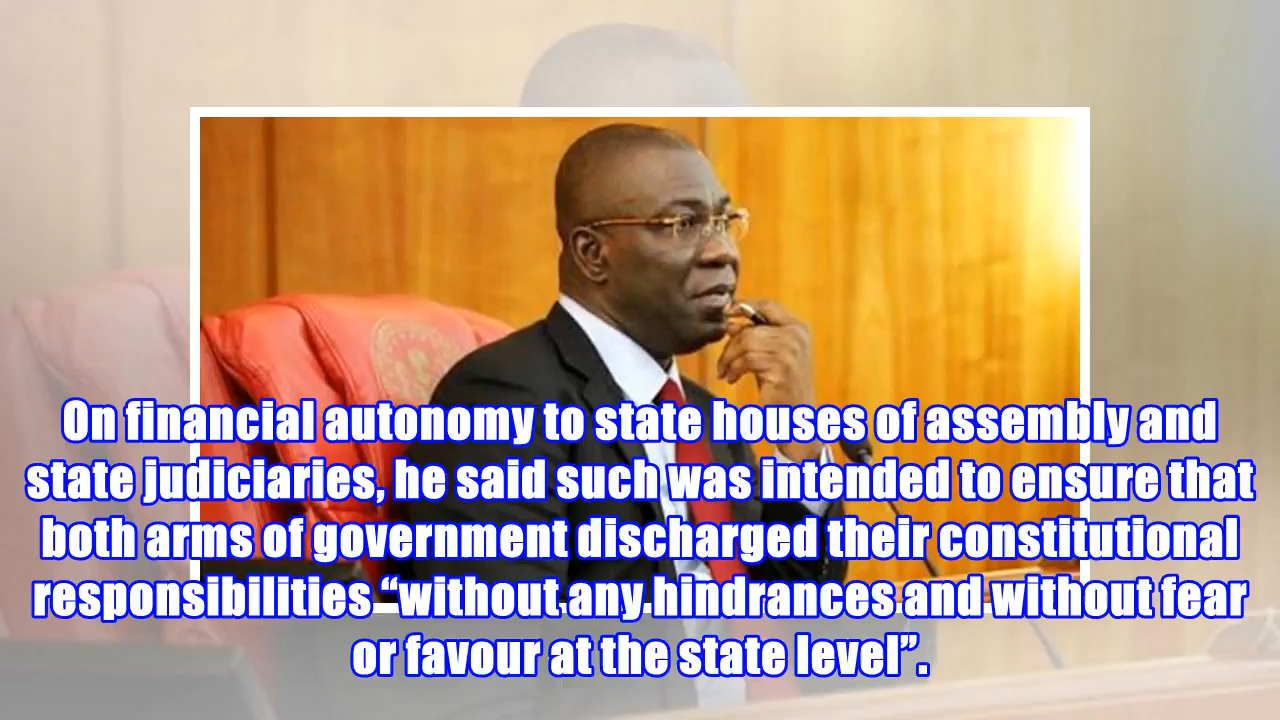 On financial autonomy to state houses of assembly and
state judiciaries, he said such was intended to ensure that
both arms of government discharged their constitutional
responsibilities “without any hindrances and without fear
or favour at the state level”.